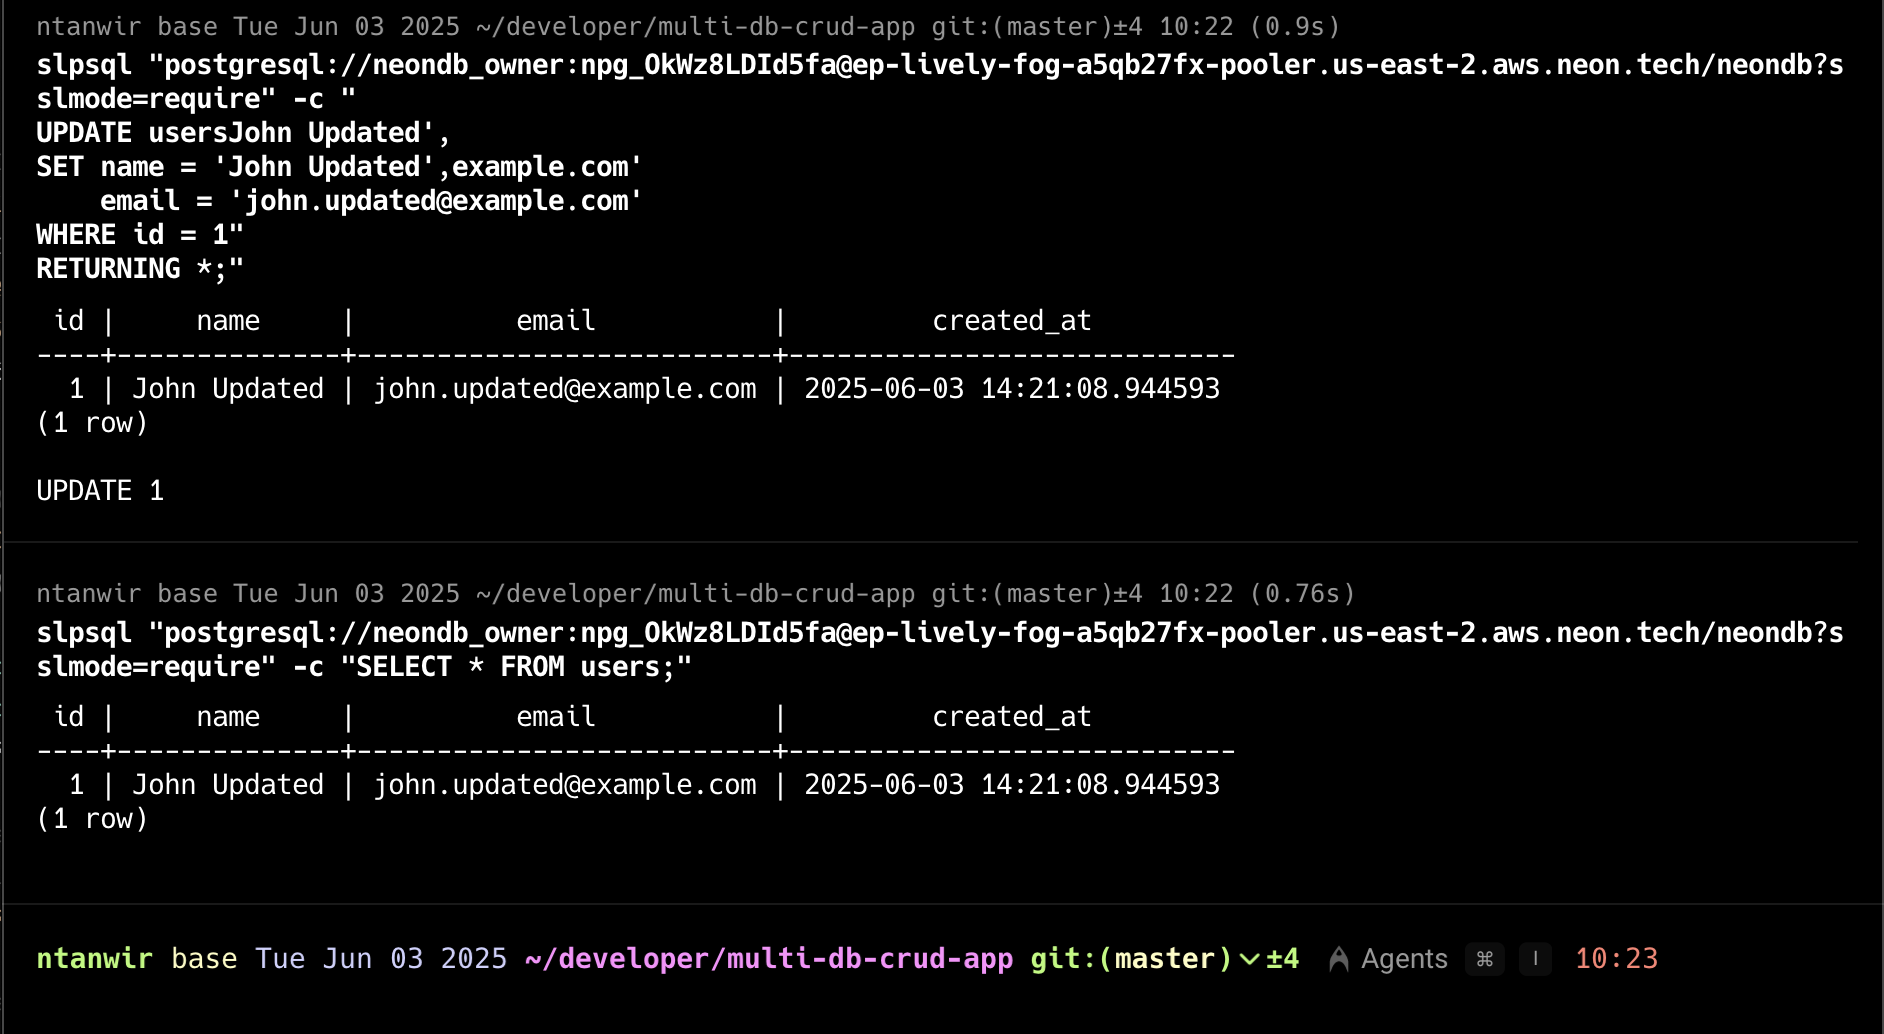 ntanwir base Tue Jun 03 2025 ~/developer/multi-db-crud-app git:(master)±4 10:22 (0.9s)
slpsql "postgresql://neondb_owner:npg_OkWz8LDId5fa@ep-lively-fog-a5qb27fx-pooler.us-east-2.aws.neon.tech/neondb?s
slmode=require" -c "
UPDATE usersJohn Updated',
SET name = 'John Updated',example.com'
    email = 'john.updated@example.com'
WHERE id = 1"
RETURNING *;"
 id |     name     |          email           |         created_at
----+--------------+--------------------------+----------------------------
  1 | John Updated | john.updated@example.com | 2025-06-03 14:21:08.944593
(1 row)
UPDATE 1
ntanwir base Tue Jun 03 2025 ~/developer/multi-db-crud-app git:(master)±4 10:22 (0.76s)
slpsql "postgresql://neondb_owner:npg_OkWz8LDId5fa@ep-lively-fog-a5qb27fx-pooler.us-east-2.aws.neon.tech/neondb?s
slmode=require" -c "SELECT * FROM users;"
 id |     name     |          email           |         created_at
----+--------------+--------------------------+----------------------------
  1 | John Updated | john.updated@example.com | 2025-06-03 14:21:08.944593
(1 row)
ntanwir base Tue Jun 03 2025 ~/developer/multi-db-crud-app git:(master) ±4 Agents ⌘ I 10:23